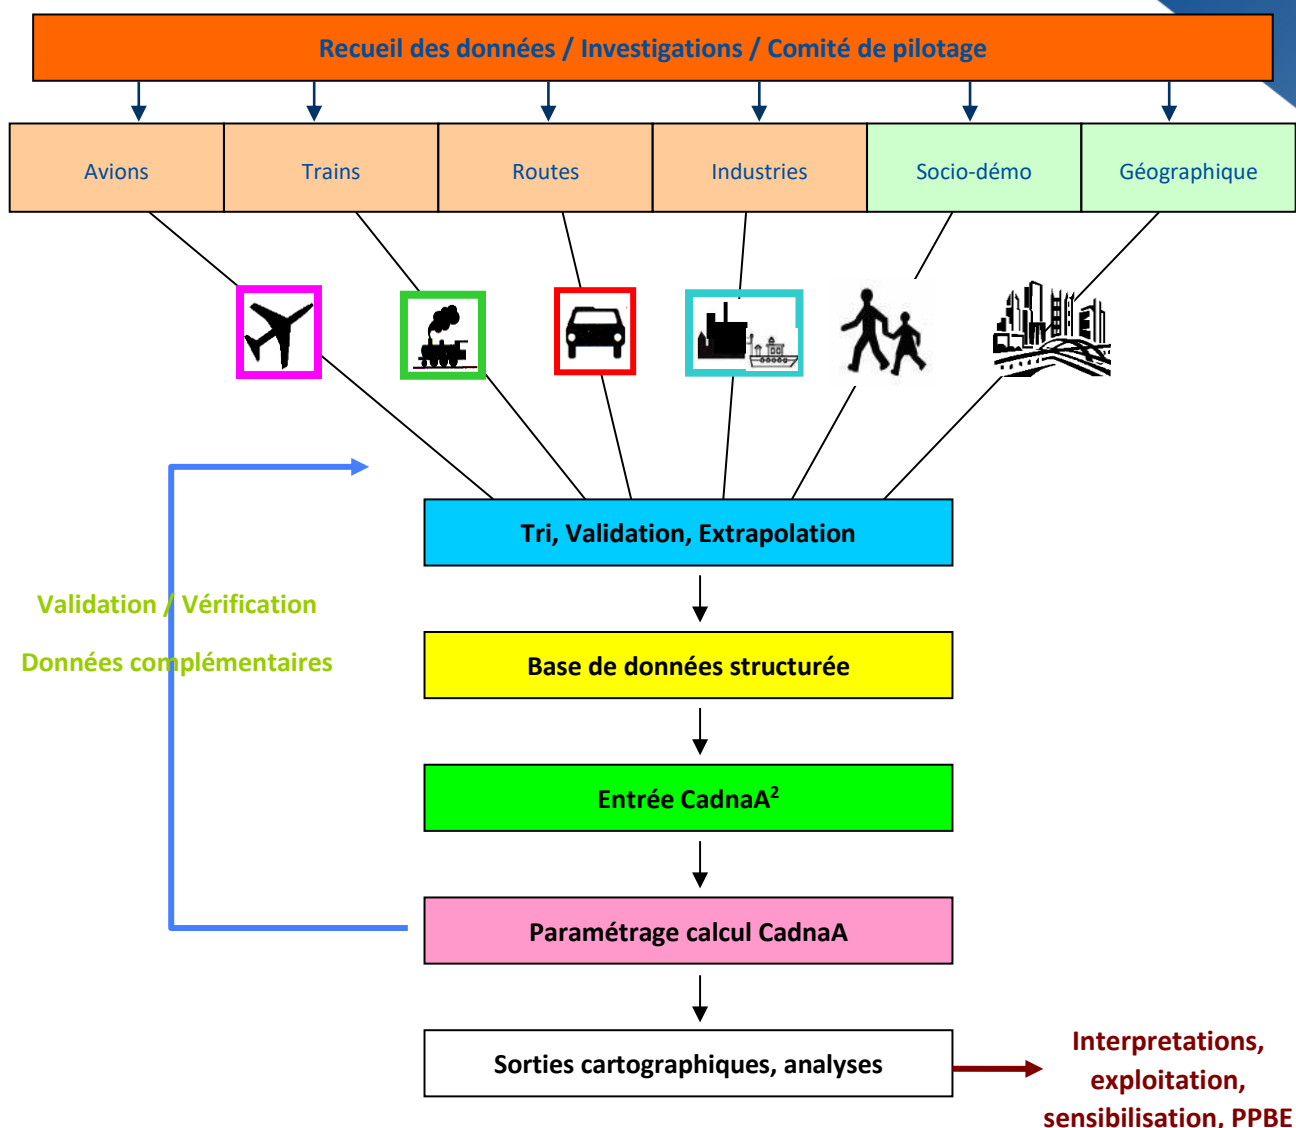 Recueil des données / Investigations / Comité de pilotage
Avions
Trains
Routes
Industries
Socio-démo
Géographique
Tri, Validation, Extrapolation
Validation / Vérification
Données complémentaires
Base de données structurée
Entrée CadnaA²
Paramétrage calcul CadnaA
Sorties cartographiques, analyses
Interpretations,
exploitation,
sensibilisation, PPBE